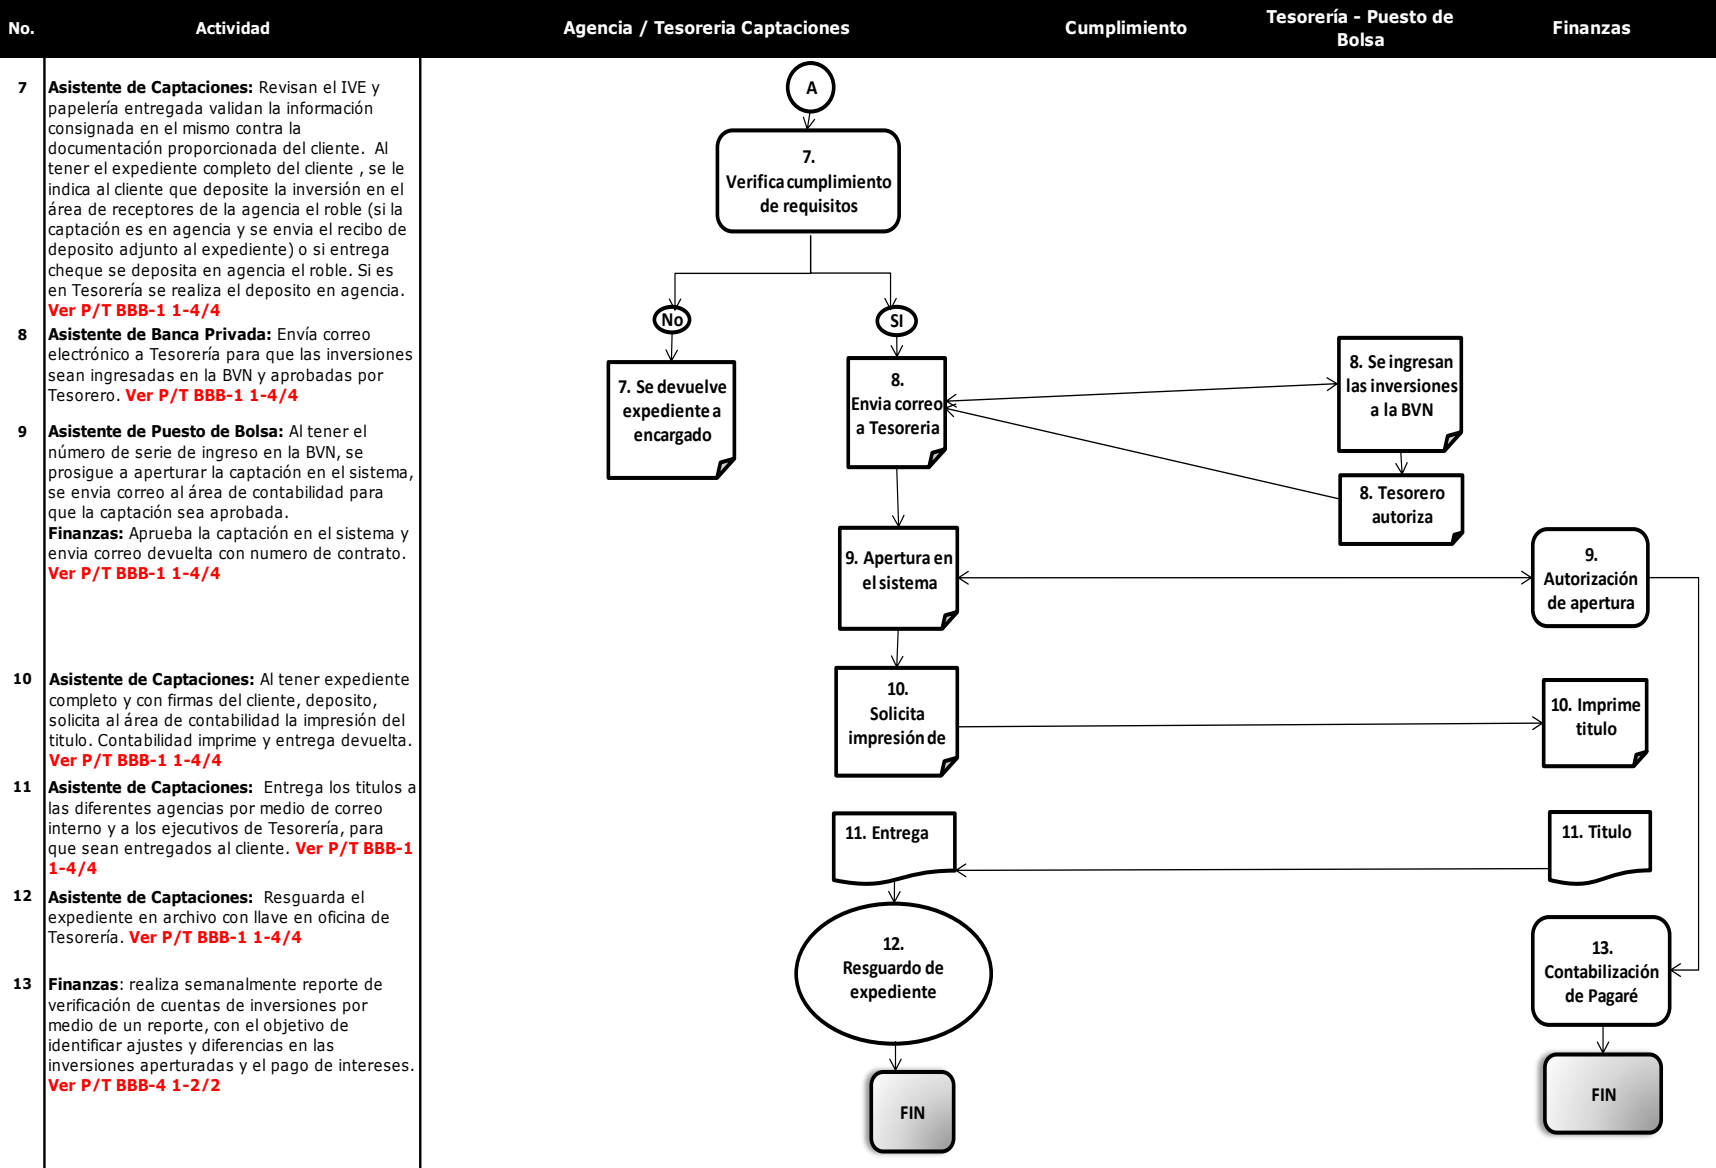 No.
Actividad
Agencia / Tesoreria Captaciones
Cumplimiento
Tesorería - Puesto de
Bolsa
Finanzas
7
Asistente de Captaciones: Revisan el IVE y
papelería entregada validan la información
consignada en el mismo contra la
documentación proporcionada del cliente.  Al
tener el expediente completo del cliente , se le
indica al cliente que deposite la inversión en el
área de receptores de la agencia el roble (si la
captación es en agencia y se envia el recibo de
deposito adjunto al expediente) o si entrega
cheque se deposita en agencia el roble. Si es
en Tesorería se realiza el deposito en agencia.
Ver P/T BBB-1 1-4/4
8
Asistente de Banca Privada: Envía correo
electrónico a Tesorería para que las inversiones
sean ingresadas en la BVN y aprobadas por
Tesorero. Ver P/T BBB-1 1-4/4
9
Asistente de Puesto de Bolsa: Al tener el
número de serie de ingreso en la BVN, se
prosigue a aperturar la captación en el sistema,
se envia correo al área de contabilidad para
que la captación sea aprobada.
Finanzas: Aprueba la captación en el sistema y
envia correo devuelta con numero de contrato.
Ver P/T BBB-1 1-4/4
10
Asistente de Captaciones: Al tener expediente
completo y con firmas del cliente, deposito,
solicita al área de contabilidad la impresión del
titulo. Contabilidad imprime y entrega devuelta.
Ver P/T BBB-1 1-4/4
11
Asistente de Captaciones:  Entrega los titulos a
las diferentes agencias por medio de correo
interno y a los ejecutivos de Tesorería, para
que sean entregados al cliente. Ver P/T BBB-1
1-4/4
12
Asistente de Captaciones:  Resguarda el
expediente en archivo con llave en oficina de
Tesorería. Ver P/T BBB-1 1-4/4
13
Finanzas: realiza semanalmente reporte de
verificación de cuentas de inversiones por
medio de un reporte, con el objetivo de
identificar ajustes y diferencias en las
inversiones aperturadas y el pago de intereses.
Ver P/T BBB-4 1-2/2
A
7.
Verifica cumplimiento
de requisitos
No
SI
7. Se devuelve
expediente a
encargado
8.
Envia correo
a Tesoreria
8. Se ingresan
las inversiones
a la BVN
8. Tesorero
autoriza
9. Apertura en
el sistema
9.
Autorización
de apertura
10.
Solicita
impresión de
10. Imprime
titulo
11. Entrega
11. Titulo
12.
Resguardo de
expediente
13.
Contabilización
de Pagaré
FIN
FIN